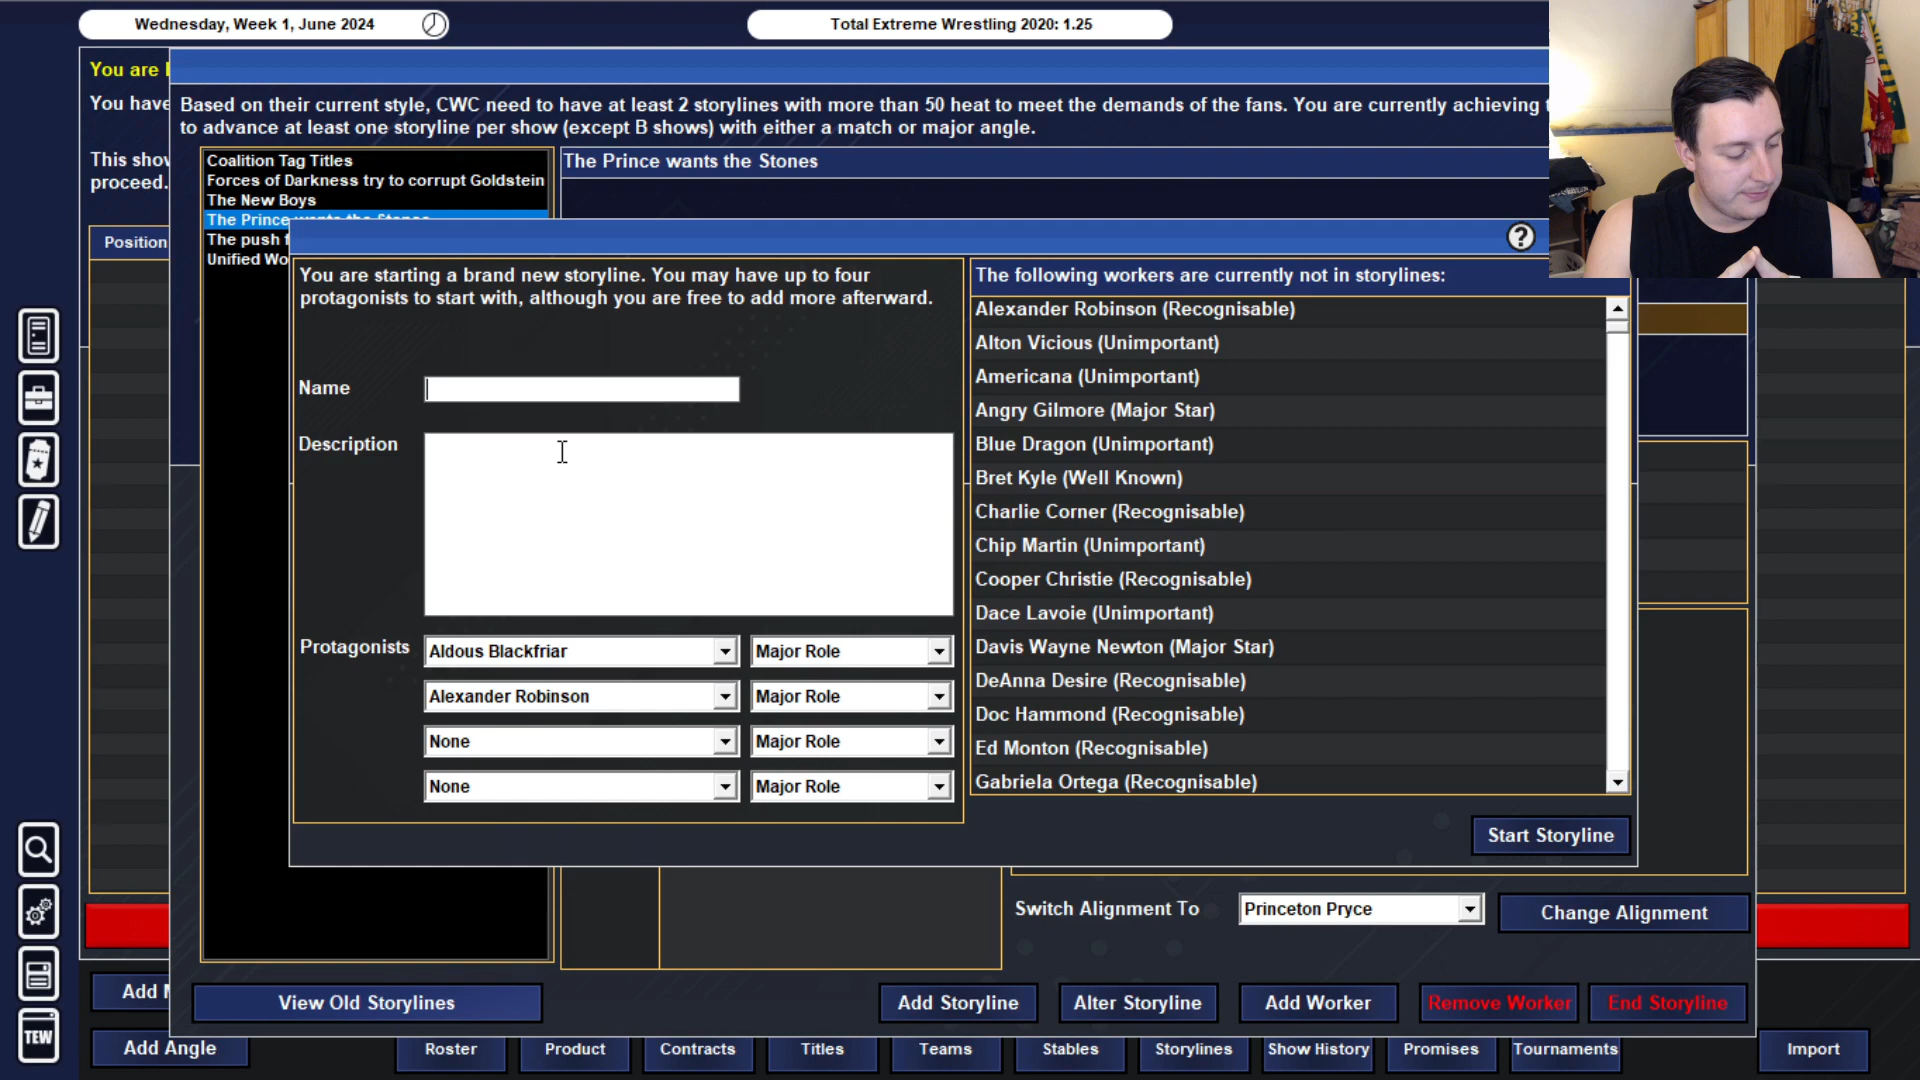 Wednesday, Week 1, June 2024
Total Extreme Wrestling 2020: 1.25
You are
You have
This show
proceed.
Based on their current style, CWC need to have at least 2 storylines with more than 50 heat to meet the demands of the fans. You are currently achieving
to advance at least one storyline per show (except B shows) with either a match or major angle.
Coalition Tag Titles
Forces of Darkness try to corrupt Goldstein
The New Boys
The Prince wants the Stones
The push f
Unified Wo
The Prince wants the Stones
Position
You are starting a brand new storyline. You may have up to four
protagonists to start with, although you are free to add more afterward.
Name
Description
Protagonists
Aldous Blackfriar
Major Role
Alexander Robinson
Major Role
None
Major Role
None
Major Role
?
The following workers are currently not in storylines:
Alexander Robinson (Recognisable)
Alton Vicious (Unimportant)
Americana (Unimportant)
Angry Gilmore (Major Star)
Blue Dragon (Unimportant)
Bret Kyle (Well Known)
Charlie Corner (Recognisable)
Chip Martin (Unimportant)
Cooper Christie (Recognisable)
Dace Lavoie (Unimportant)
Davis Wayne Newton (Major Star)
DeAnna Desire (Recognisable)
Doc Hammond (Recognisable)
Ed Monton (Recognisable)
Gabriela Ortega (Recognisable)
Start Storyline
Switch Alignment To
Princeton Pryce
Change Alignment
View Old Storylines
Add Storyline
Alter Storyline
Add Worker
Remove Worker
End Storyline
Add M
Add Angle
Roster
Product
Contracts
Titles
Teams
Stables
Storylines
Show History
Promises
Tournaments
Import
TEW